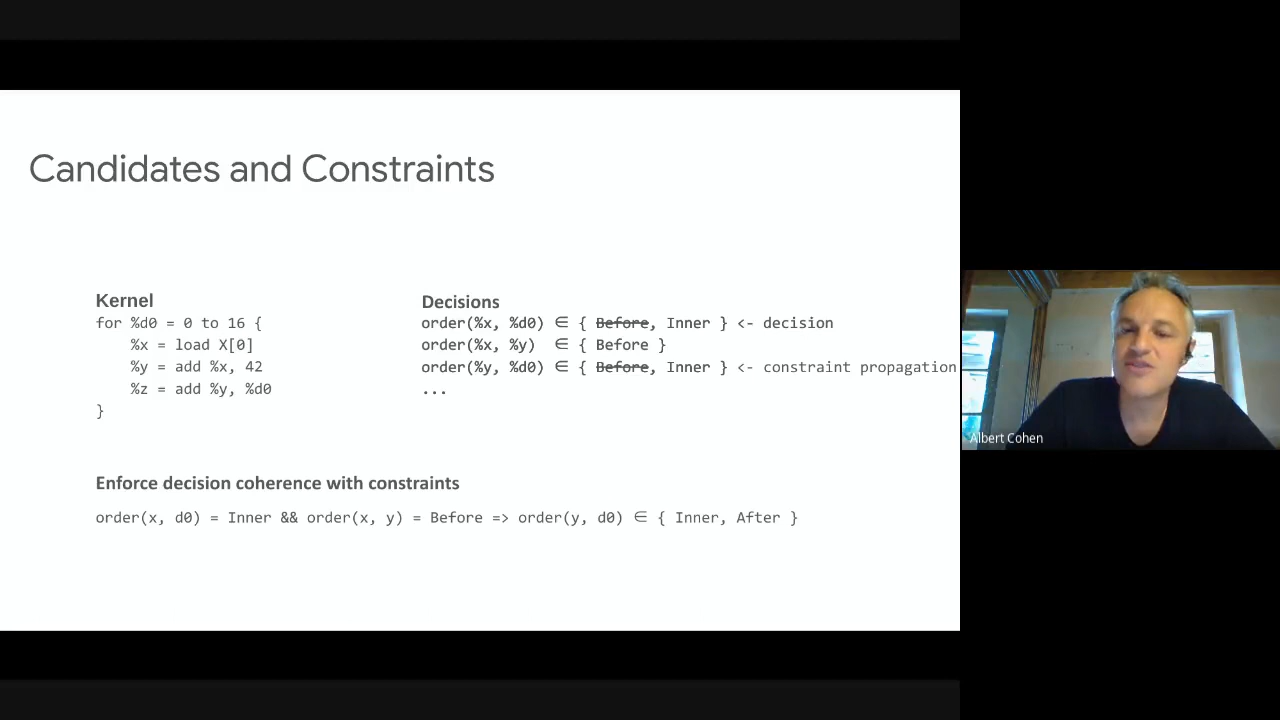 Candidates and Constraints
Kernel
for %d0 = 0 to 16 {
    %x = load X[0]
    %y = add %x, 42
    %z = add %y, %d0
}
Decisions
order(%x, %d0) ∈ { Before, Inner } <- decision
order(%x, %y)  ∈ { Before }
order(%y, %d0) ∈ { Before, Inner } <- constraint propagation
...
Enforce decision coherence with constraints
order(x, d0) = Inner && order(x, y) = Before => order(y, d0) ∈ { Inner, After }
Albert Cohen